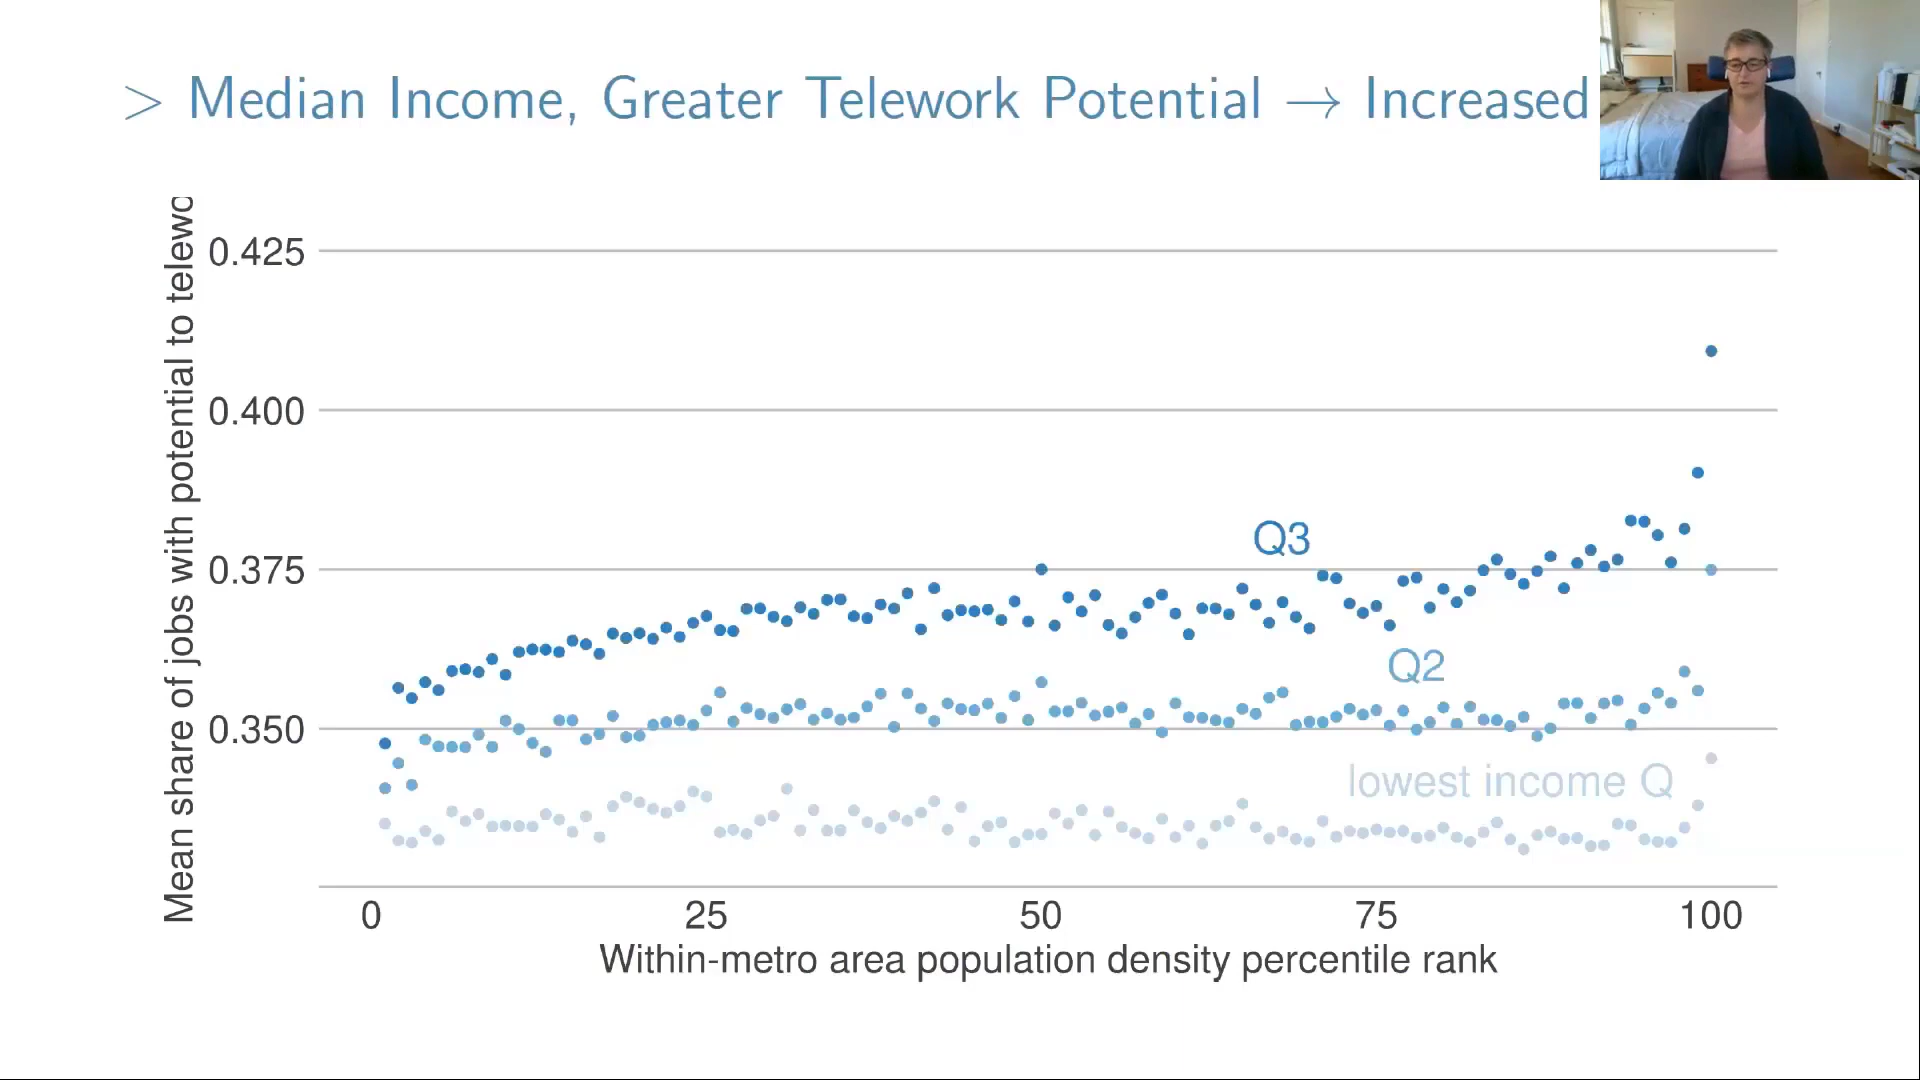 > Median Income, Greater Telework Potential → Increased
Mean share of jobs with potential to
0.425
0.400
0.375
0.350
Q3
Q2
lowest income Q
0 25 50 75 100
Within-metro area population density percentile rank